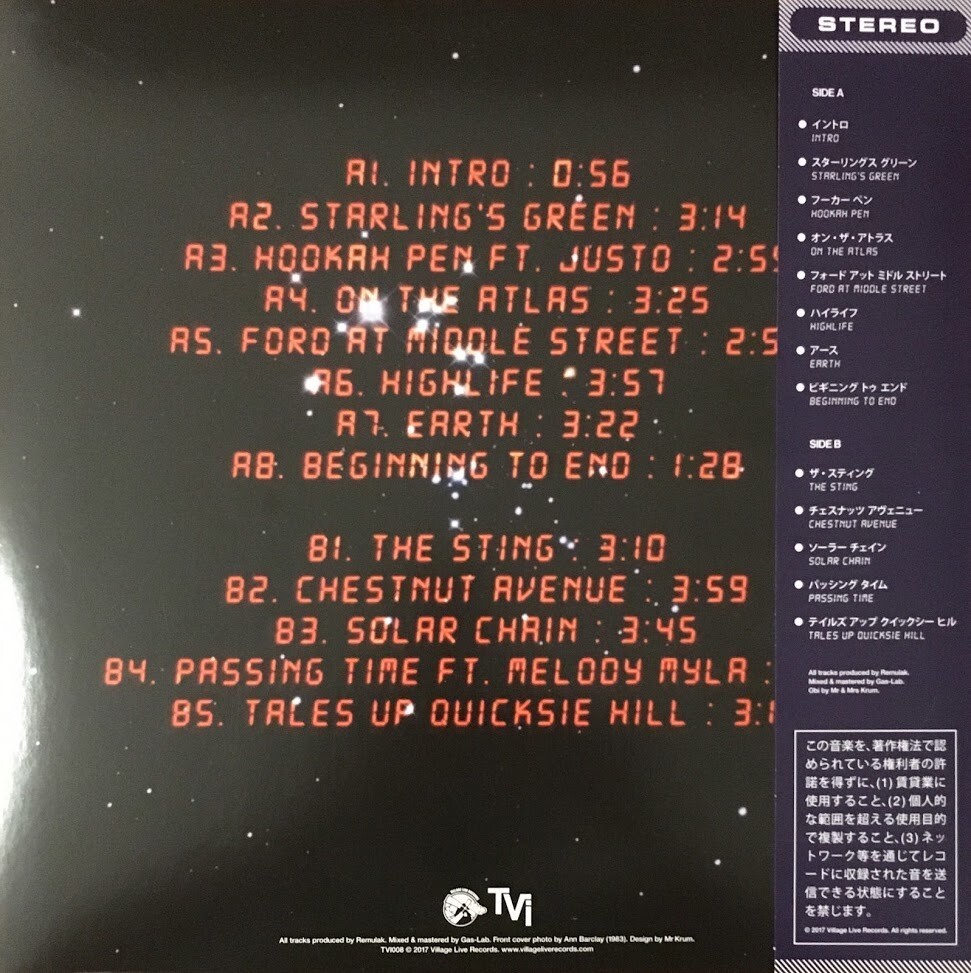 A1. INTRO : 0:56
A2. STARLING'S GREEN : 3:14
A3. HOOKAH PEN FT. JUSTO : 2:5
A4. ON THE ATLAS : 3:25
A5. FORD AT MIDDLE STREET : 2:5
A6. HIGHLIFE : 3:57
A7. EARTH : 3:22
A8. BEGINNING TO END : 1:28
B1. THE STING : 3:10
B2. CHESTNUT AVENUE : 3:59
B3. SOLAR CHAIN : 3:45
B4. PASSING TIME FT. MELODY MYLA :
B5. TALES UP QUICKSIE HILL : 3:1
TVi
All tracks produced by Remulak. Mixed & mastered by Gas-Lab. Front cover photo by Ann Barclay (1983). Design by Mr Krum.
TVI008 © 2017 Village Live Records. www.villageliverecords.com
STEREO
SIDE A
● イントロ
INTRO
● スターリングス グリーン
STARLING'S GREEN
● フーカー ペン
HOOKAH PEN
● オン・ザ・アトラス
ON THE ATLAS
● フォード アット ミドル ストリート
FORD AT MIDDLE STREET
● ハイライフ
HIGHLIFE
● アース
EARTH
● ビギニング トゥ エンド
BEGINNING TO END
SIDE B
● ザ・スティング
THE STING
● チェスナッツ アヴェニュー
CHESTNUT AVENUE
● ソーラー チェイン
SOLAR CHAIN
● パッシング タイム
PASSING TIME
● テイルズ アップ クイックシー ヒル
TALES UP QUICKSIE HILL
All tracks produced by Remulak.
Mixed & mastered by Gas-Lab.
Obi by Mr & Mrs Krum.
この音楽を、著作権法で認
められている権利者の許
諾を得ずに、(1)賃貸業に
使用すること、(2)個人的
な範囲を超える使用目的
で複製すること、(3)ネッ
トワーク等を通じてレコ
ードに収録された音を送
信できる状態にすること
を禁じます。
© 2017 Village Live Records. All rights reserved.